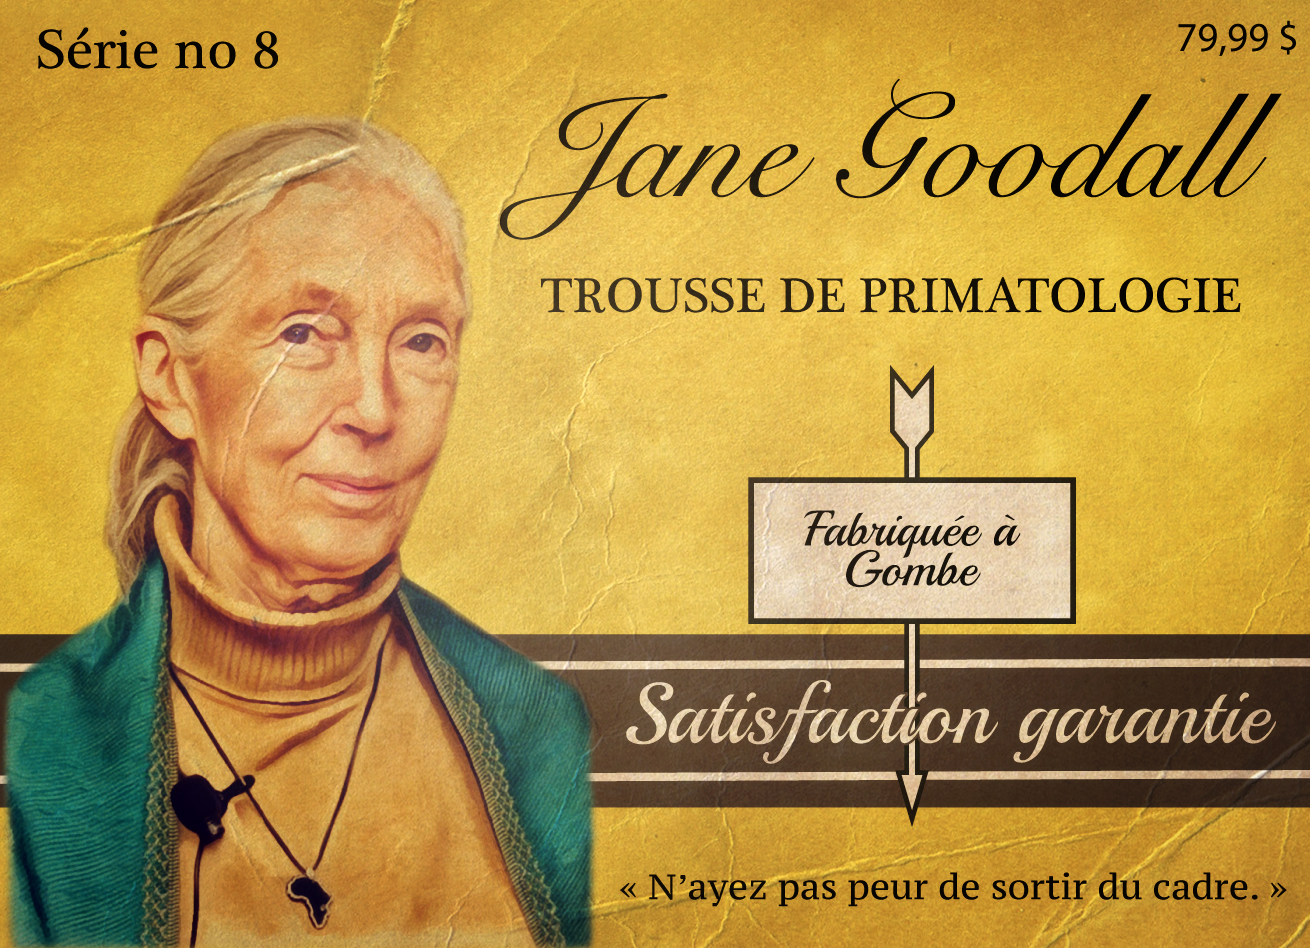 Série no 8
79,99 $
Jane Goodall
TROUSSE DE PRIMATOLOGIE
Fabriquée à
Gombe
Satisfaction garantie
« N’ayez pas peur de sortir du cadre. »